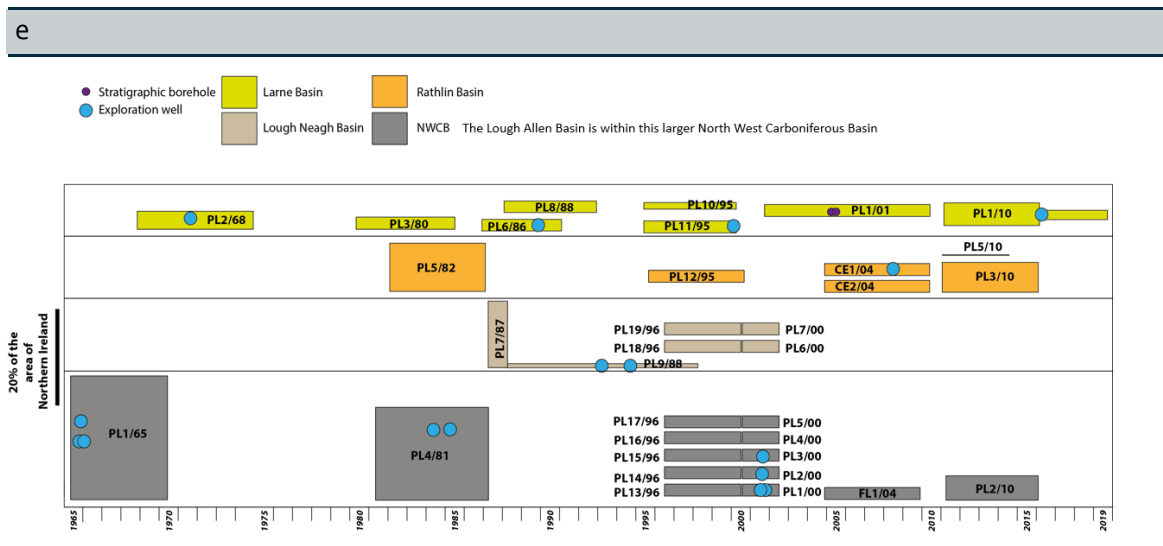 e
Stratigraphic borehole
Exploration well
Larne Basin
Rathlin Basin
Lough Neagh Basin
NWCB
The Lough Allen Basin is within this larger North West Carboniferous Basin
PL2/68
PL3/80
PL8/88
PL6/86
PL10/95
PL11/95
PL1/01
PL1/10
PL5/82
PL12/95
CE1/04
CE2/04
PL5/10
PL3/10
20% of the
area of
Northern Ireland
PL7/87
PL9/88
PL19/96
PL7/00
PL18/96
PL6/00
PL1/65
PL4/81
PL17/96
PL5/00
PL16/96
PL4/00
PL15/96
PL3/00
PL14/96
PL2/00
PL13/96
PL1/00
FL1/04
PL2/10
1965
1970
1975
1980
1985
1990
1995
2000
2005
2010
2015
2019